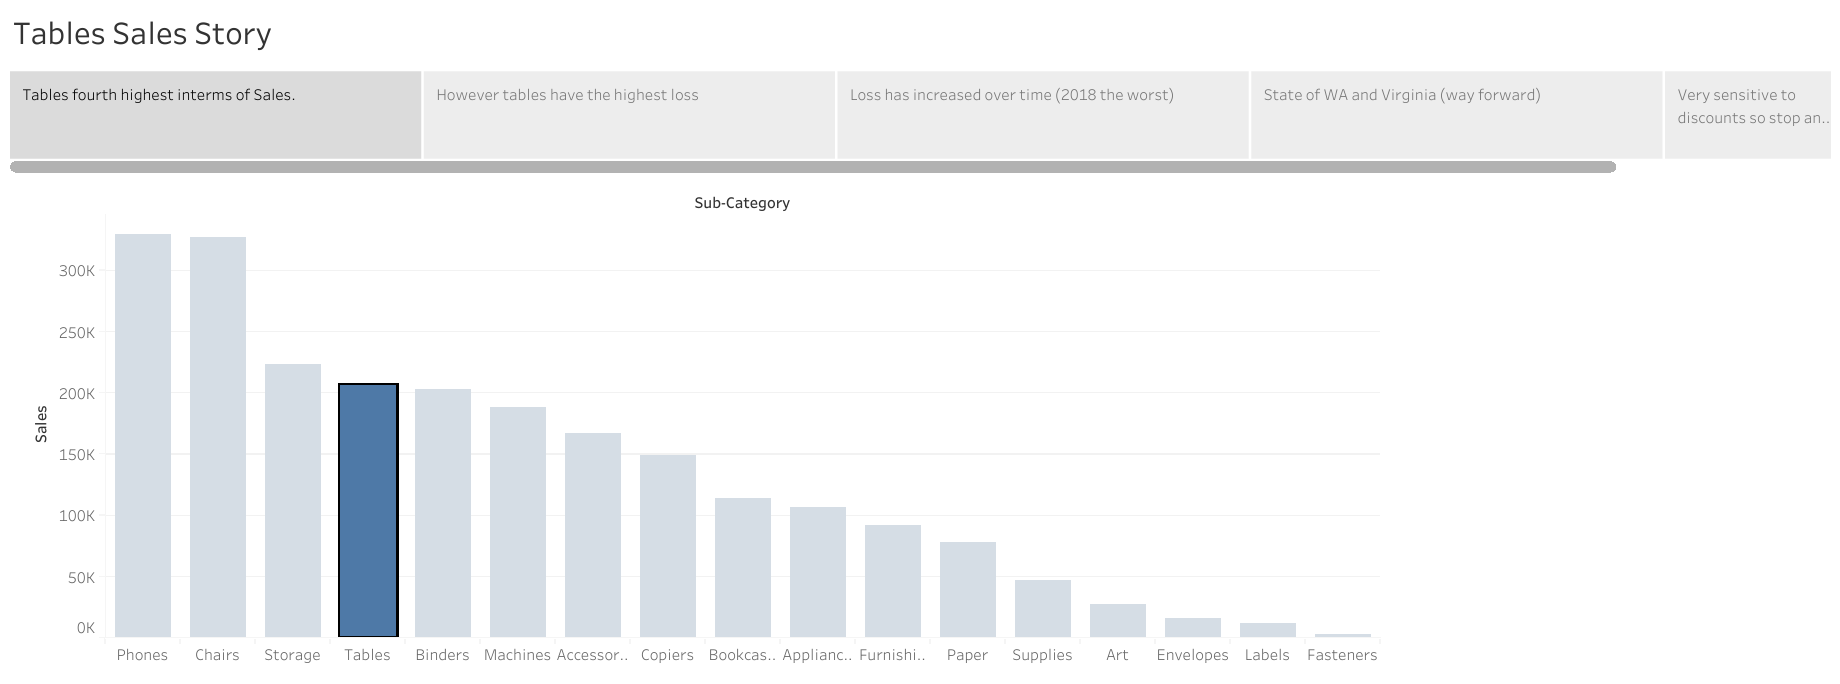 Tables Sales Story
Tables fourth highest interms of Sales.
However tables have the highest loss
Loss has increased over time (2018 the worst)
State of WA and Virginia (way forward)
Very sensitive to
discounts so stop an..
Sub-Category
300K
250K
200K
150K
100K
50K
0K
Sales
Phones
Chairs
Storage
Tables
Binders
Machines
Accessor..
Copiers
Bookcas..
Applianc..
Furnishi..
Paper
Supplies
Art
Envelopes
Labels
Fasteners